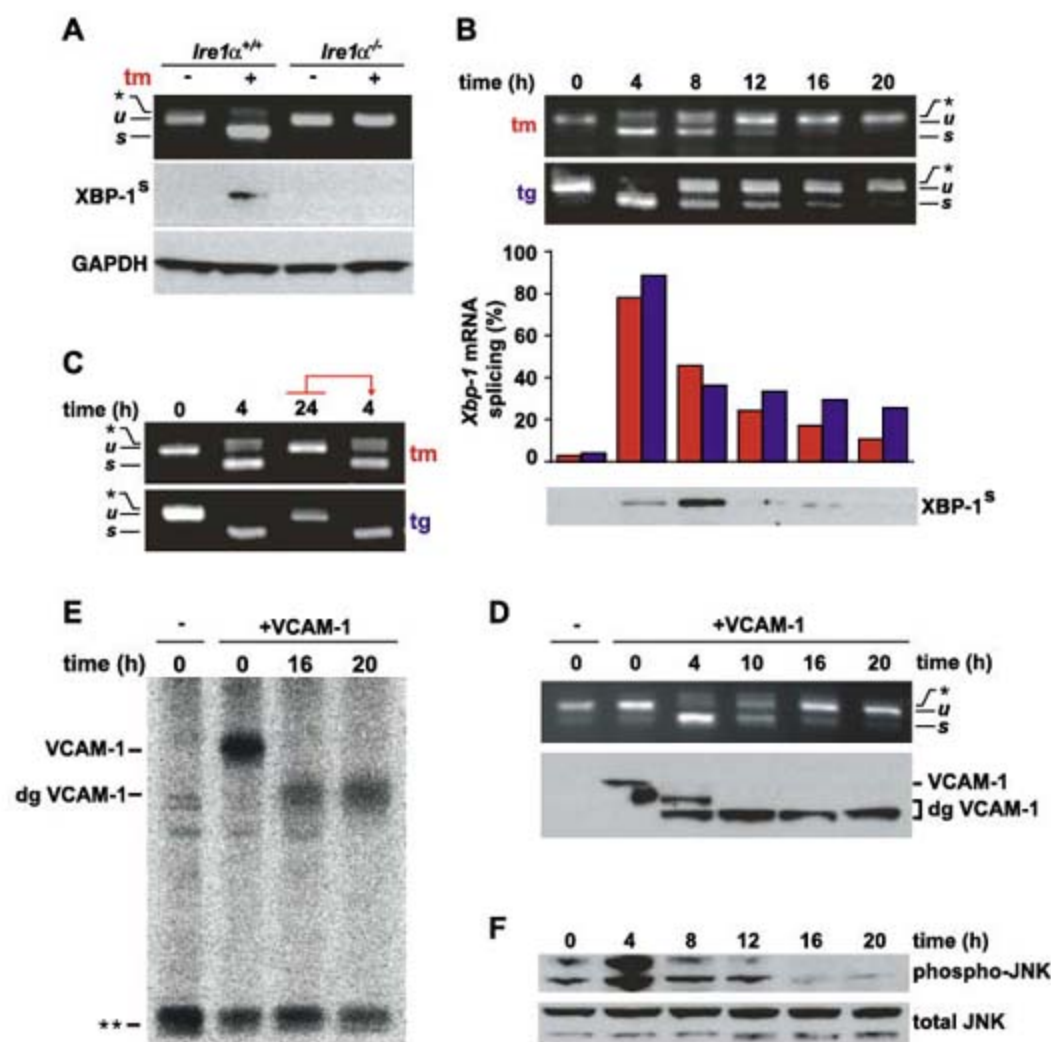 A
Ire1α+/+ Ire1α-/-
tm - + - +
*
u
s
XBP-1s
GAPDH
B
time (h) 0 4 8 12 16 20
tm
*
u
s
tg
*
u
s
Xbp-1 mRNA splicing (%)
100
80
60
40
20
0
XBP-1s
C
time (h) 0 4 24 4
*
u
s
tm
*
u
s
tg
E
- +VCAM-1
time (h) 0 0 16 20
VCAM-1
dg VCAM-1
**
D
- +VCAM-1
0 0 4 10 16 20 time (h)
*
u
s
VCAM-1
dg VCAM-1
F
0 4 8 12 16 20 time (h)
phospho-JNK
total JNK